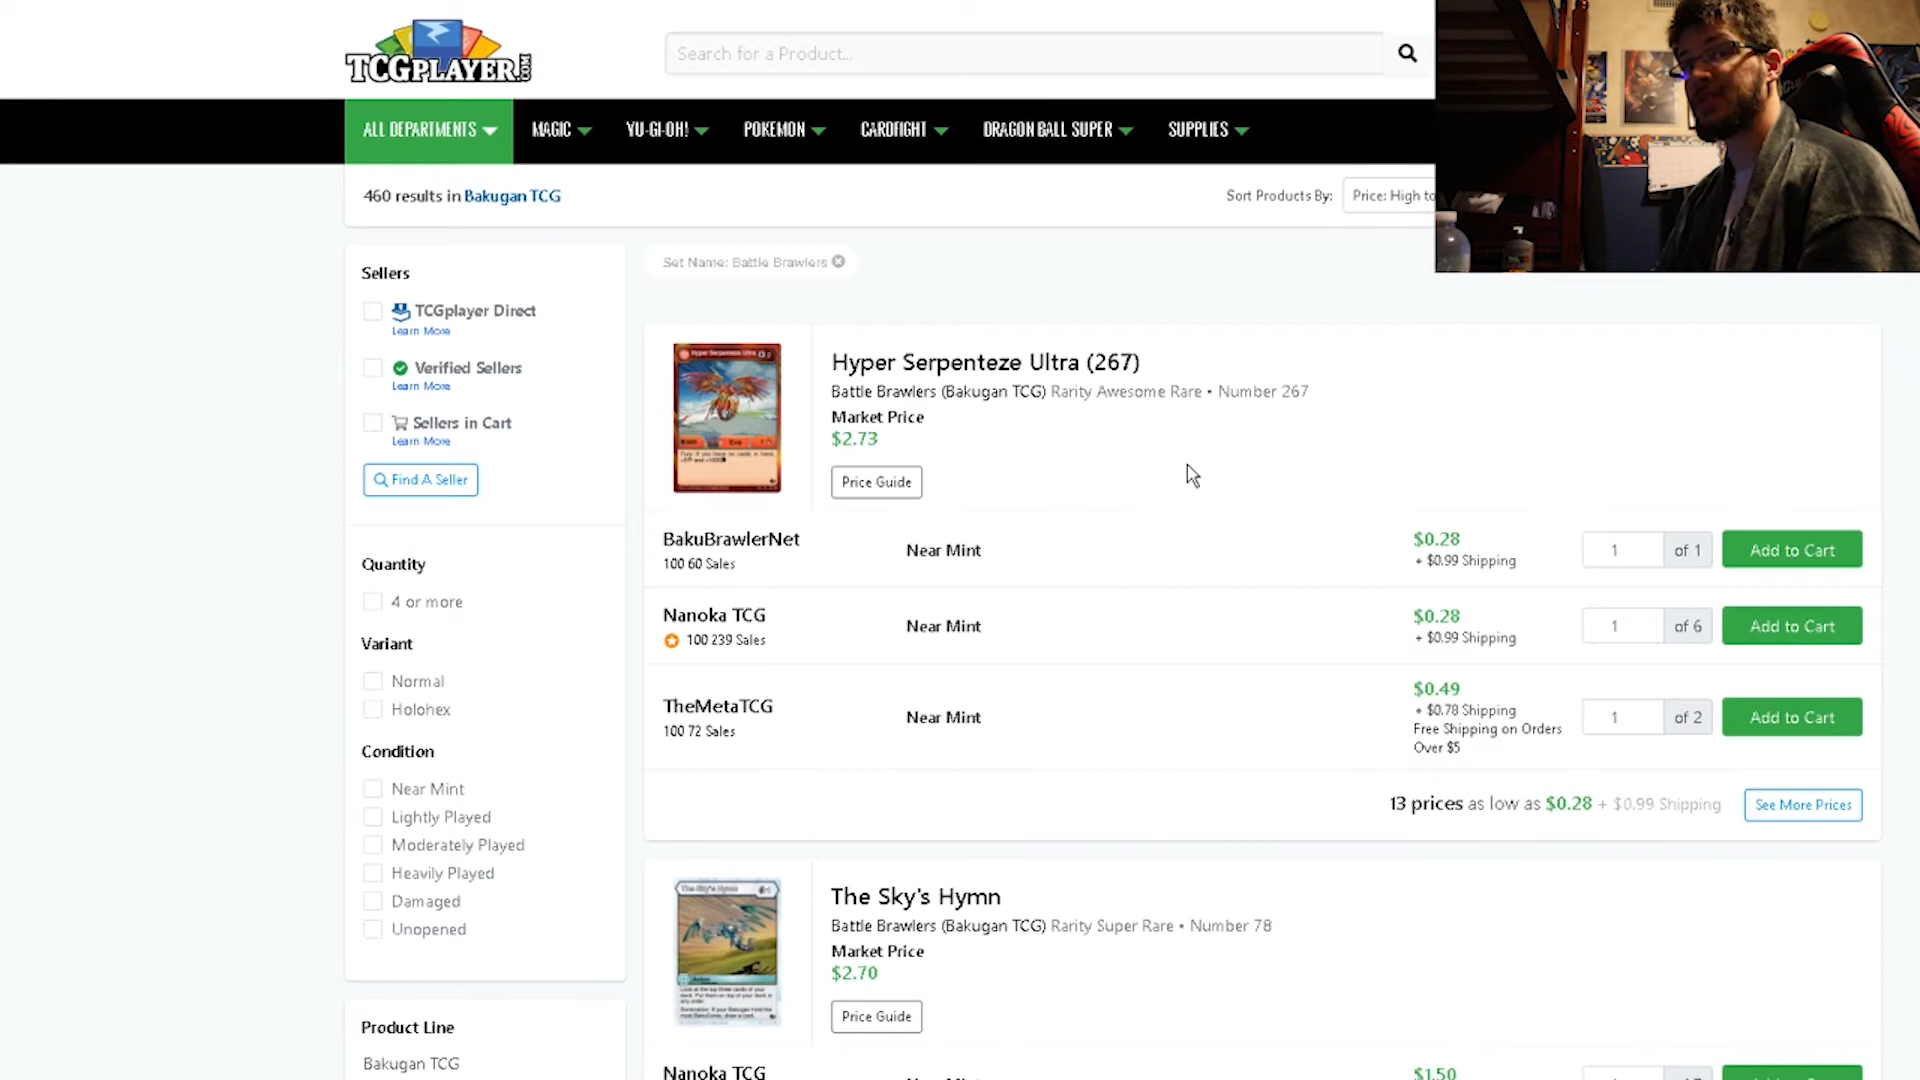 TCGPLAYER.COM
Search for a Product...
ALL DEPARTMENTS
MAGIC
YU-GI-OH!
POKEMON
CARDFIGHT
DRAGON BALL SUPER
SUPPLIES
460 results in Bakugan TCG
Sort Products By:
Price: High to
Set Name: Battle Brawlers
Sellers
TCGplayer Direct
Learn More
Verified Sellers
Learn More
Sellers in Cart
Learn More
Find A Seller
Quantity
4 or more
Variant
Normal
Holohex
Condition
Near Mint
Lightly Played
Moderately Played
Heavily Played
Damaged
Unopened
Product Line
Bakugan TCG
Hyper Serpenteze Ultra
Hyper Serpenteze Ultra (267)
Battle Brawlers (Bakugan TCG) Rarity Awesome Rare • Number 267
Market Price
$2.73
Price Guide
BakuBrawlerNet
100 60 Sales
Near Mint
$0.28
+ $0.99 Shipping
1 of 1
Add to Cart
Nanoka TCG
100 239 Sales
Near Mint
$0.28
+ $0.99 Shipping
1 of 6
Add to Cart
TheMetaTCG
100 72 Sales
Near Mint
$0.49
+ $0.78 Shipping
Free Shipping on Orders
Over $5
1 of 2
Add to Cart
13 prices as low as $0.28 + $0.99 Shipping
See More Prices
The Sky's Hymn
The Sky's Hymn
Battle Brawlers (Bakugan TCG) Rarity Super Rare • Number 78
Market Price
$2.70
Price Guide
Nanoka TCG
$1.50